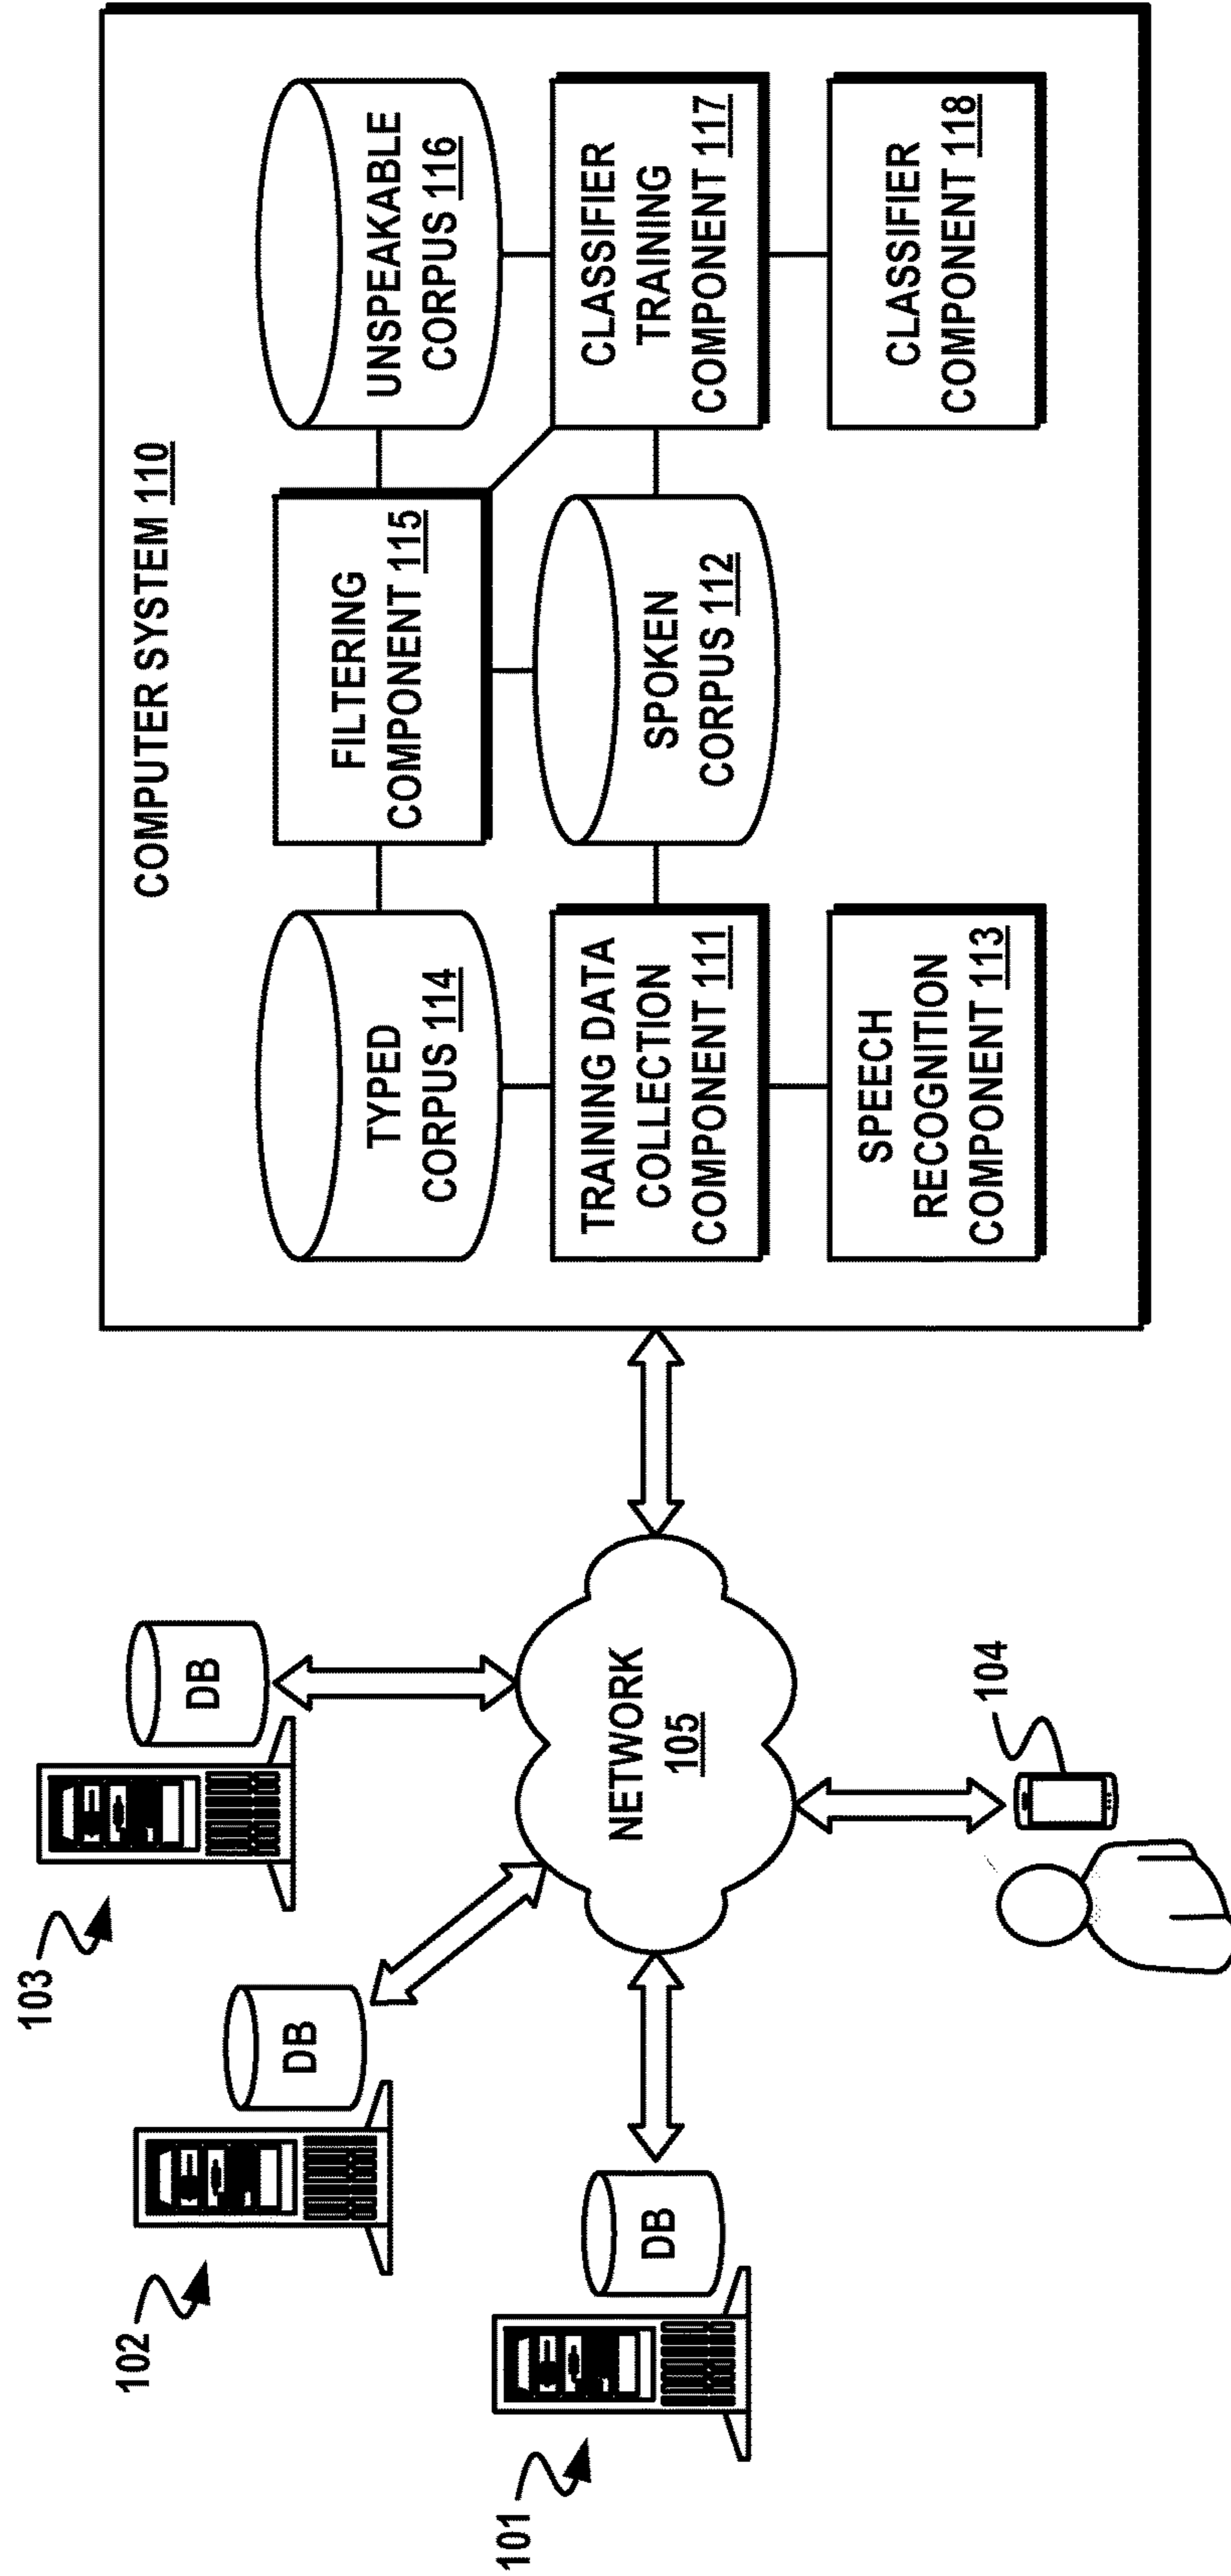 COMPUTER SYSTEM 110
TYPED
CORPUS 114
FILTERING
COMPONENT 115
UNSPEAKABLE
CORPUS 116
TRAINING DATA
COLLECTION
COMPONENT 111
SPOKEN
CORPUS 112
CLASSIFIER
TRAINING
COMPONENT 117
SPEECH
RECOGNITION
COMPONENT 113
CLASSIFIER
COMPONENT 118
103
DB
102
DB
101
DB
NETWORK
105
104